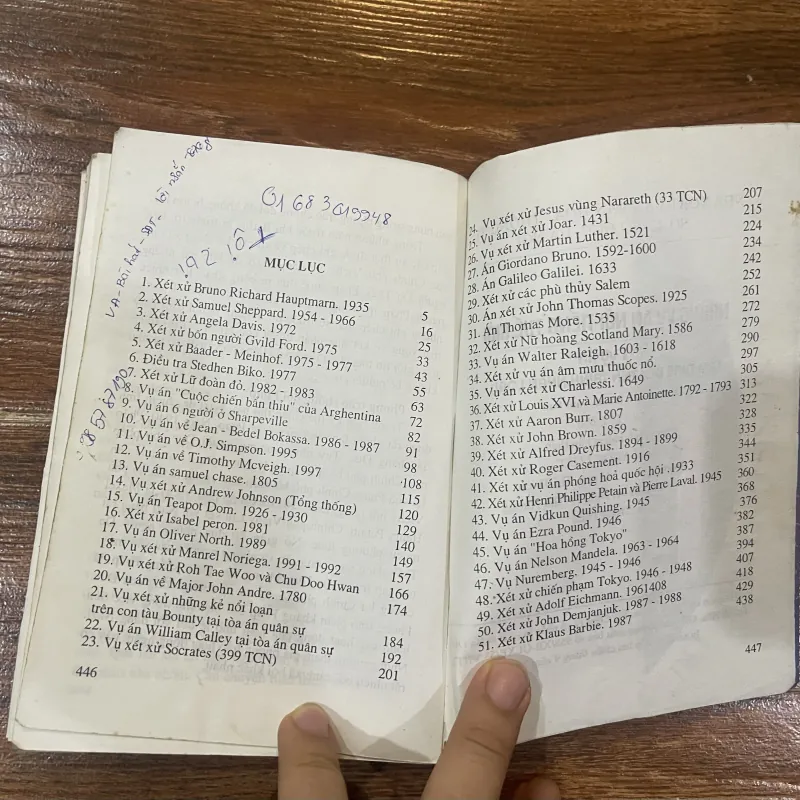 01 683 019948
MỤC LỤC
1. Xét xử Bruno Richard Hauptmarn. 1935 5
2. Xét xử Samuel Sheppard. 1954 - 1966 16
3. Xét xử Angela Davis. 1972 25
4. Xét xử bốn người Gvild Ford. 1975 33
5. Xét xử Baader - Meinhof. 1975 - 1977 43
6. Điều tra Stedhen Biko. 1977 55
7. Xét xử Lữ đoàn đỏ. 1982 - 1983 63
8. Vụ án "Cuộc chiến bẩn thỉu" của Arghentina 72
9. Vụ án 6 người ở Sharpeville 82
10. Vụ án về Jean - Bedel Bokassa. 1986 - 1987 91
11. Vụ án về O.J. Simpson. 1995 98
12. Vụ án về Timothy Mcveigh. 1997 108
13. Vụ án samuel chase. 1805 115
14. Vụ xét xử Andrew Johnson (Tổng thống) 120
15. Vụ án Teapot Dom. 1926 - 1930 129
16. Xét xử Isabel peron. 1981 140
17. Vụ án Oliver North. 1989 149
18. Vụ xét xử Manrel Noriega. 1991 - 1992 157
19. Vụ xét xử Roh Tae Woo và Chu Doo Hwan 166
20. Vụ án về Major John Andre. 1780 174
21. Vụ xét xử những kẻ nổi loạn
trên con tàu Bounty tại tòa án quân sự 184
22. Vụ án William Calley tại tòa án quân sự 192
23. Vụ xét xử Socrates (399 TCN) 201
446
24. Vụ xét xử Jesus vùng Narareth (33 TCN) 207
25. Vụ án xét xử Joar. 1431 215
26. Vụ xét xử Martin Luther. 1521 224
27. Án Giordano Bruno. 1592-1600 234
28. Án Galileo Galilei. 1633 242
29. Xét xử các phù thủy Salem 252
30. Án xét xử John Thomas Scopes. 1925 261
31. Án Thomas More. 1535 272
32. Xét xử Nữ hoàng Scotland Mary. 1586 279
33. Vụ án Walter Raleigh. 1603 - 1618 290
34. Xét xử vụ án âm mưu thuốc nổ. 297
35. Vụ án xét xử Charlessi. 1649 305
36. Xét xử Louis XVI và Marie Antoinette. 1792 - 1793 313
37. Xét xử Aaron Burr. 1807 322
38. Xét xử John Brown. 1859 328
39. Xét xử Alfred Dreyfus. 1894 - 1899 335
40. Xét xử Roger Casement. 1916 344
41. Xét xử vụ án phóng hoả quốc hội .1933 351
42. Xét xử Henri Philippe Petain và Pierre Laval. 1945 360
43. Vụ án Vidkun Quishing. 1945 368
44. Vụ án Ezra Pound. 1946 376
45. Vụ án "Hoa hồng Tokyo" 382
46. Vụ án Nelson Mandela. 1963 - 1964 387
47. Vụ Nuremberg. 1945 - 1946 394
48. Xét xử chiến phạm Tokyo. 1946 - 1948 407
49. Xét xử Adolf Eichmann. 1961408 418
50. Xét xử John Demjanjuk. 1987 - 1988 429
51. Xét xử Klaus Barbie. 1987 438
447